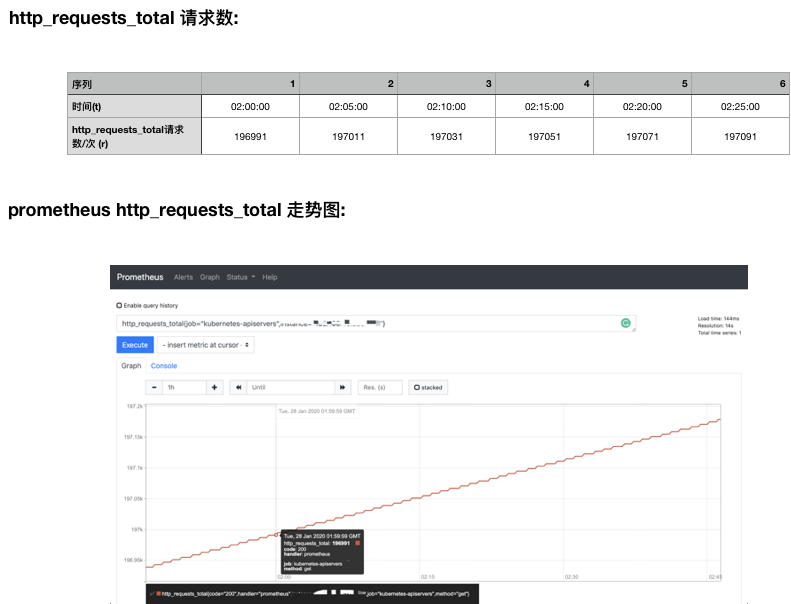 http_requests_total 请求数:
序列 1 2 3 4 5 6
时间(t) 02:00:00 02:05:00 02:10:00 02:15:00 02:20:00 02:25:00
http_requests_total请求
数/次 (r) 196991 197011 197031 197051 197071 197091
prometheus http_requests_total 走势图:
Prometheus Alerts Graph Status Help
Enable query history
http_requests_total{job="kubernetes-apiservers",instance=
Load time: 144ms
Resolution: 14s
Total time series: 1
Execute - insert metric at cursor -
Graph Console
- 1h + Until Res. (s) stacked
197.2k
Tue, 28 Jan 2020 01:59:59 GMT
197.15k
197.1k
197.05k
197k
196.95k
Tue, 28 Jan 2020 01:59:59 GMT
http_requests_total: 196991
code: 200
handler: prometheus
job: kubernetes-apiservers
method: get
02:00 02:15 02:30 02:45
http_requests_total{code="200",handler="prometheus" ,job="kubernetes-apiservers",method="get"}